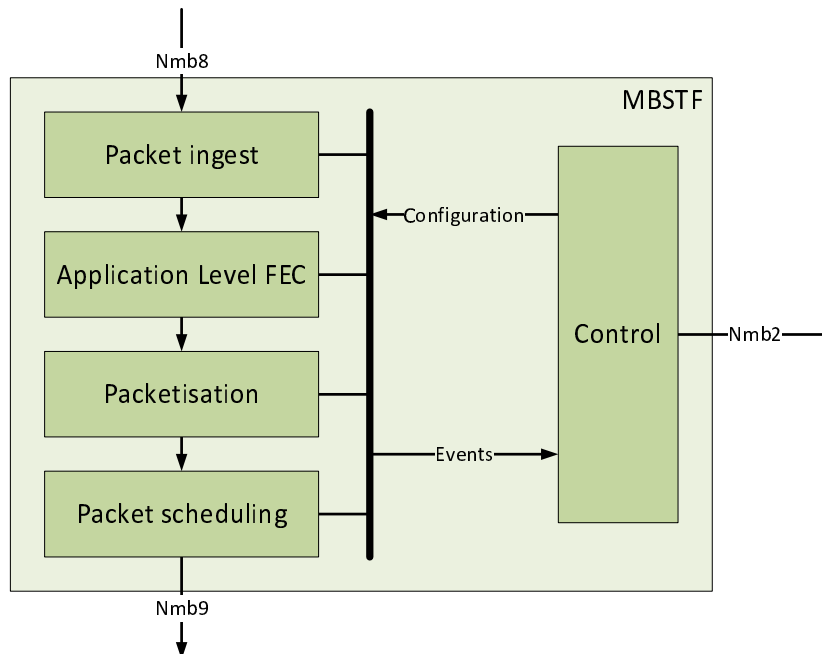 Nmb8
MBSTF
Packet ingest
Configuration
Application Level FEC
Control
Nmb2
Packetisation
Events
Packet scheduling
Nmb9